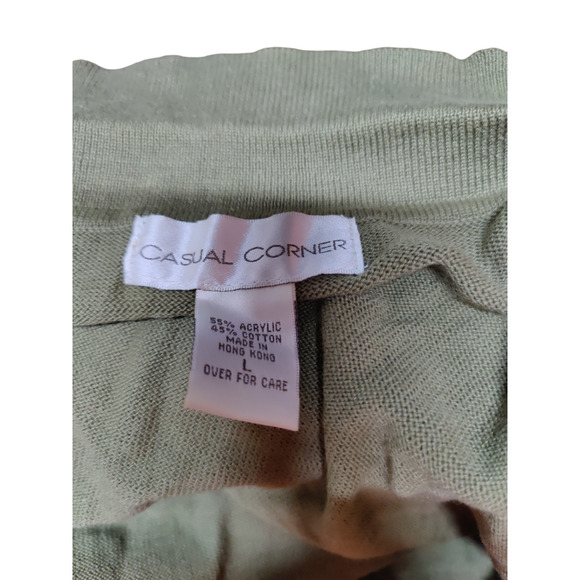 CASUAL CORNER
55% ACRYLIC
45% COTTON
MADE IN
HONG KONG
L
OVER FOR CARE